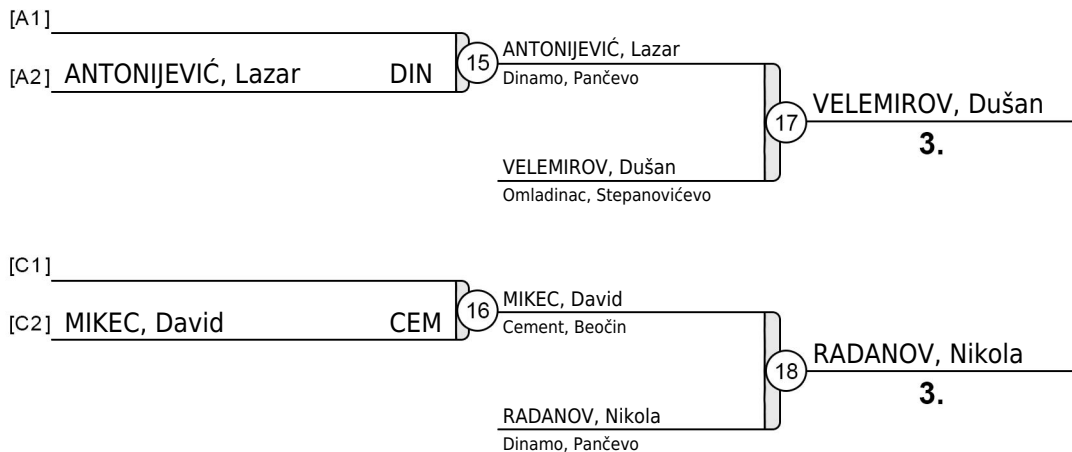 [A1]
[A2] ANTONIJEVIĆ, Lazar DIN
15
ANTONIJEVIĆ, Lazar
Dinamo, Pančevo
17
VELEMIROV, Dušan
3.
VELEMIROV, Dušan
Omladinac, Stepanovićevo
[C1]
[C2] MIKEC, David CEM
16
MIKEC, David
Cement, Beočin
18
RADANOV, Nikola
3.
RADANOV, Nikola
Dinamo, Pančevo